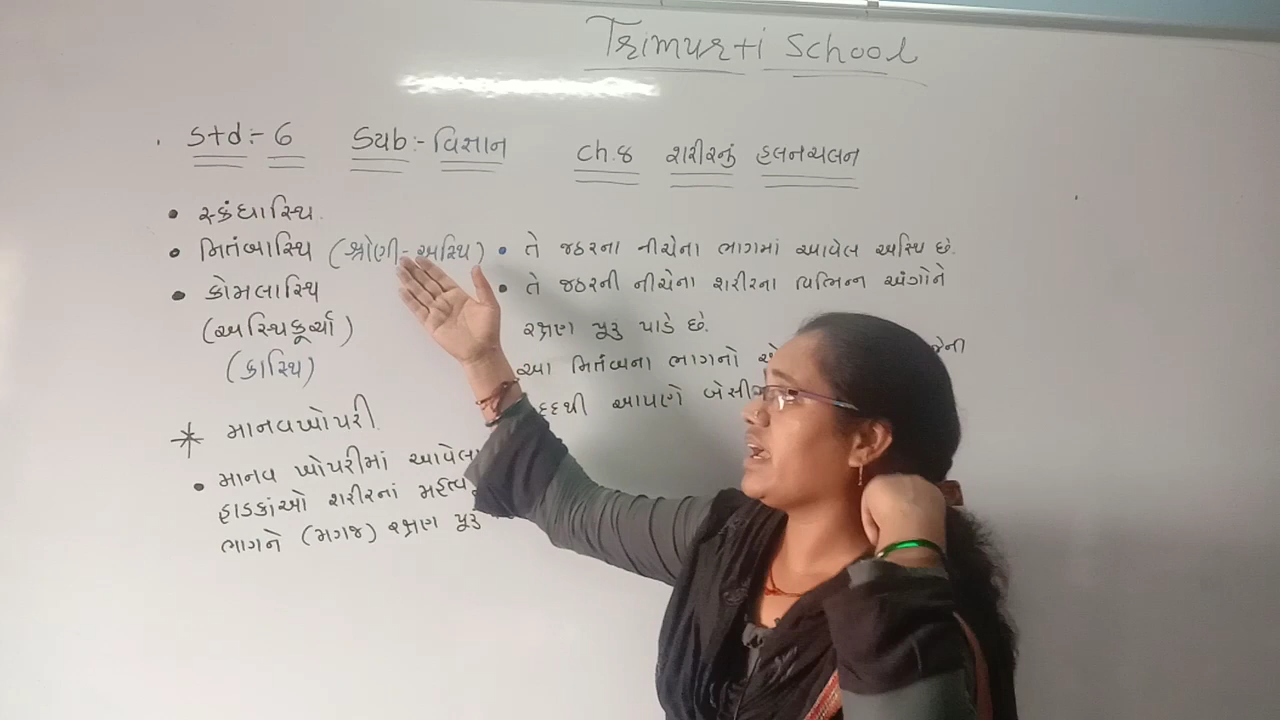 Trimurti School
Std:- 6 Sub:- વિજ્ઞાન Ch.8 શરીરનું હલનચલન
• સ્કંધાસ્થિ.
• નિતંબાસ્થિ (શ્રોણી-અસ્થિ)
• કોમલાસ્થિ
(અસ્થિકૂર્ચા)
(કાસ્થિ)
* માનવખોપરી.
• માનવ ખોપરીમાં આવેલા
હાડકાંઓ શરીરનાં મહત્વ
ભાગને (મગજ) રક્ષણ પૂરુ
• તે જઠરના નીચેના ભાગમાં આવેલ અસ્થિ છે.
• તે જઠરની નીચેના શરીરના વિભિન્ન અંગોને
રક્ષણ પૂરુ પાડે છે.
આ નિતંબના ભાગનો
આપણે